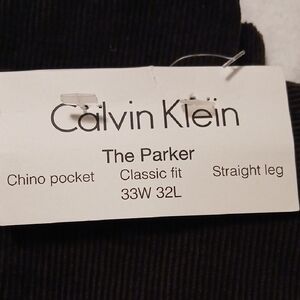 Calvin Klein
The Parker
Chino pocket Classic fit Straight leg
33W 32L